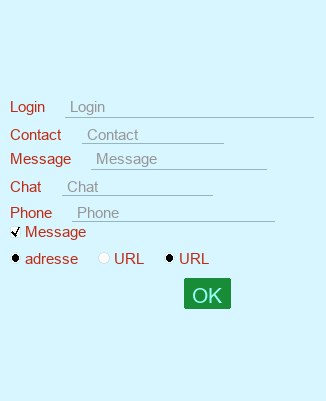 Login Login
Contact Contact
Message Message
Chat Chat
Phone Phone
Message
adresse URL URL
OK